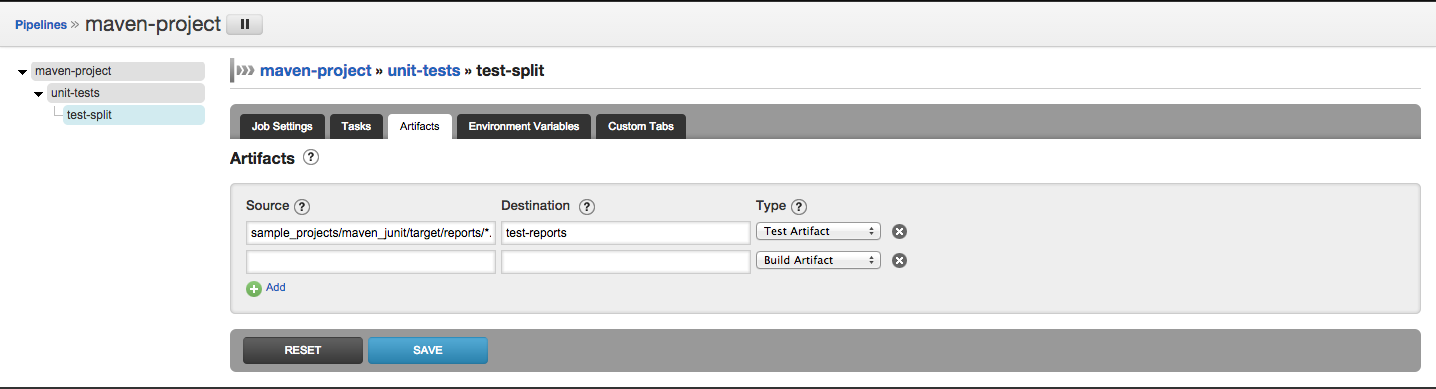 Pipelines » maven-project
maven-project
unit-tests
test-split
maven-project » unit-tests » test-split
Job Settings Tasks Artifacts Environment Variables Custom Tabs
Artifacts ?
Source ? Destination ? Type ?
sample_projects/maven_junit/target/reports/*. test-reports Test Artifact
Build Artifact
Add
RESET SAVE